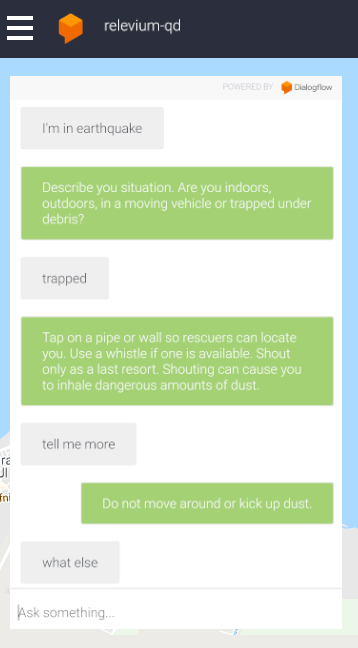 relevium-qd
POWERED BY Dialogflow
I'm in earthquake
Describe you situation. Are you indoors,
outdoors, in a moving vehicle or trapped under
debris?
trapped
Tap on a pipe or wall so rescuers can locate
you. Use a whistle if one is available. Shout
only as a last resort. Shouting can cause you
to inhale dangerous amounts of dust.
tell me more
Do not move around or kick up dust.
what else
Ask something...